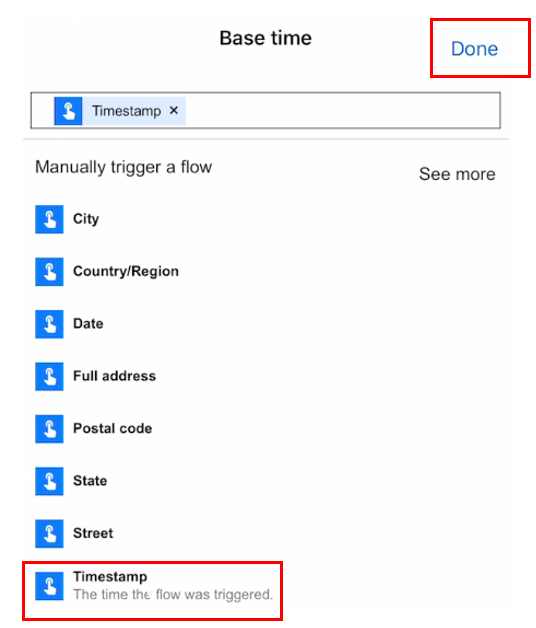 Base time
Done
Timestamp ×
Manually trigger a flow
See more
City
Country/Region
Date
Full address
Postal code
State
Street
Timestamp
The time the flow was triggered.